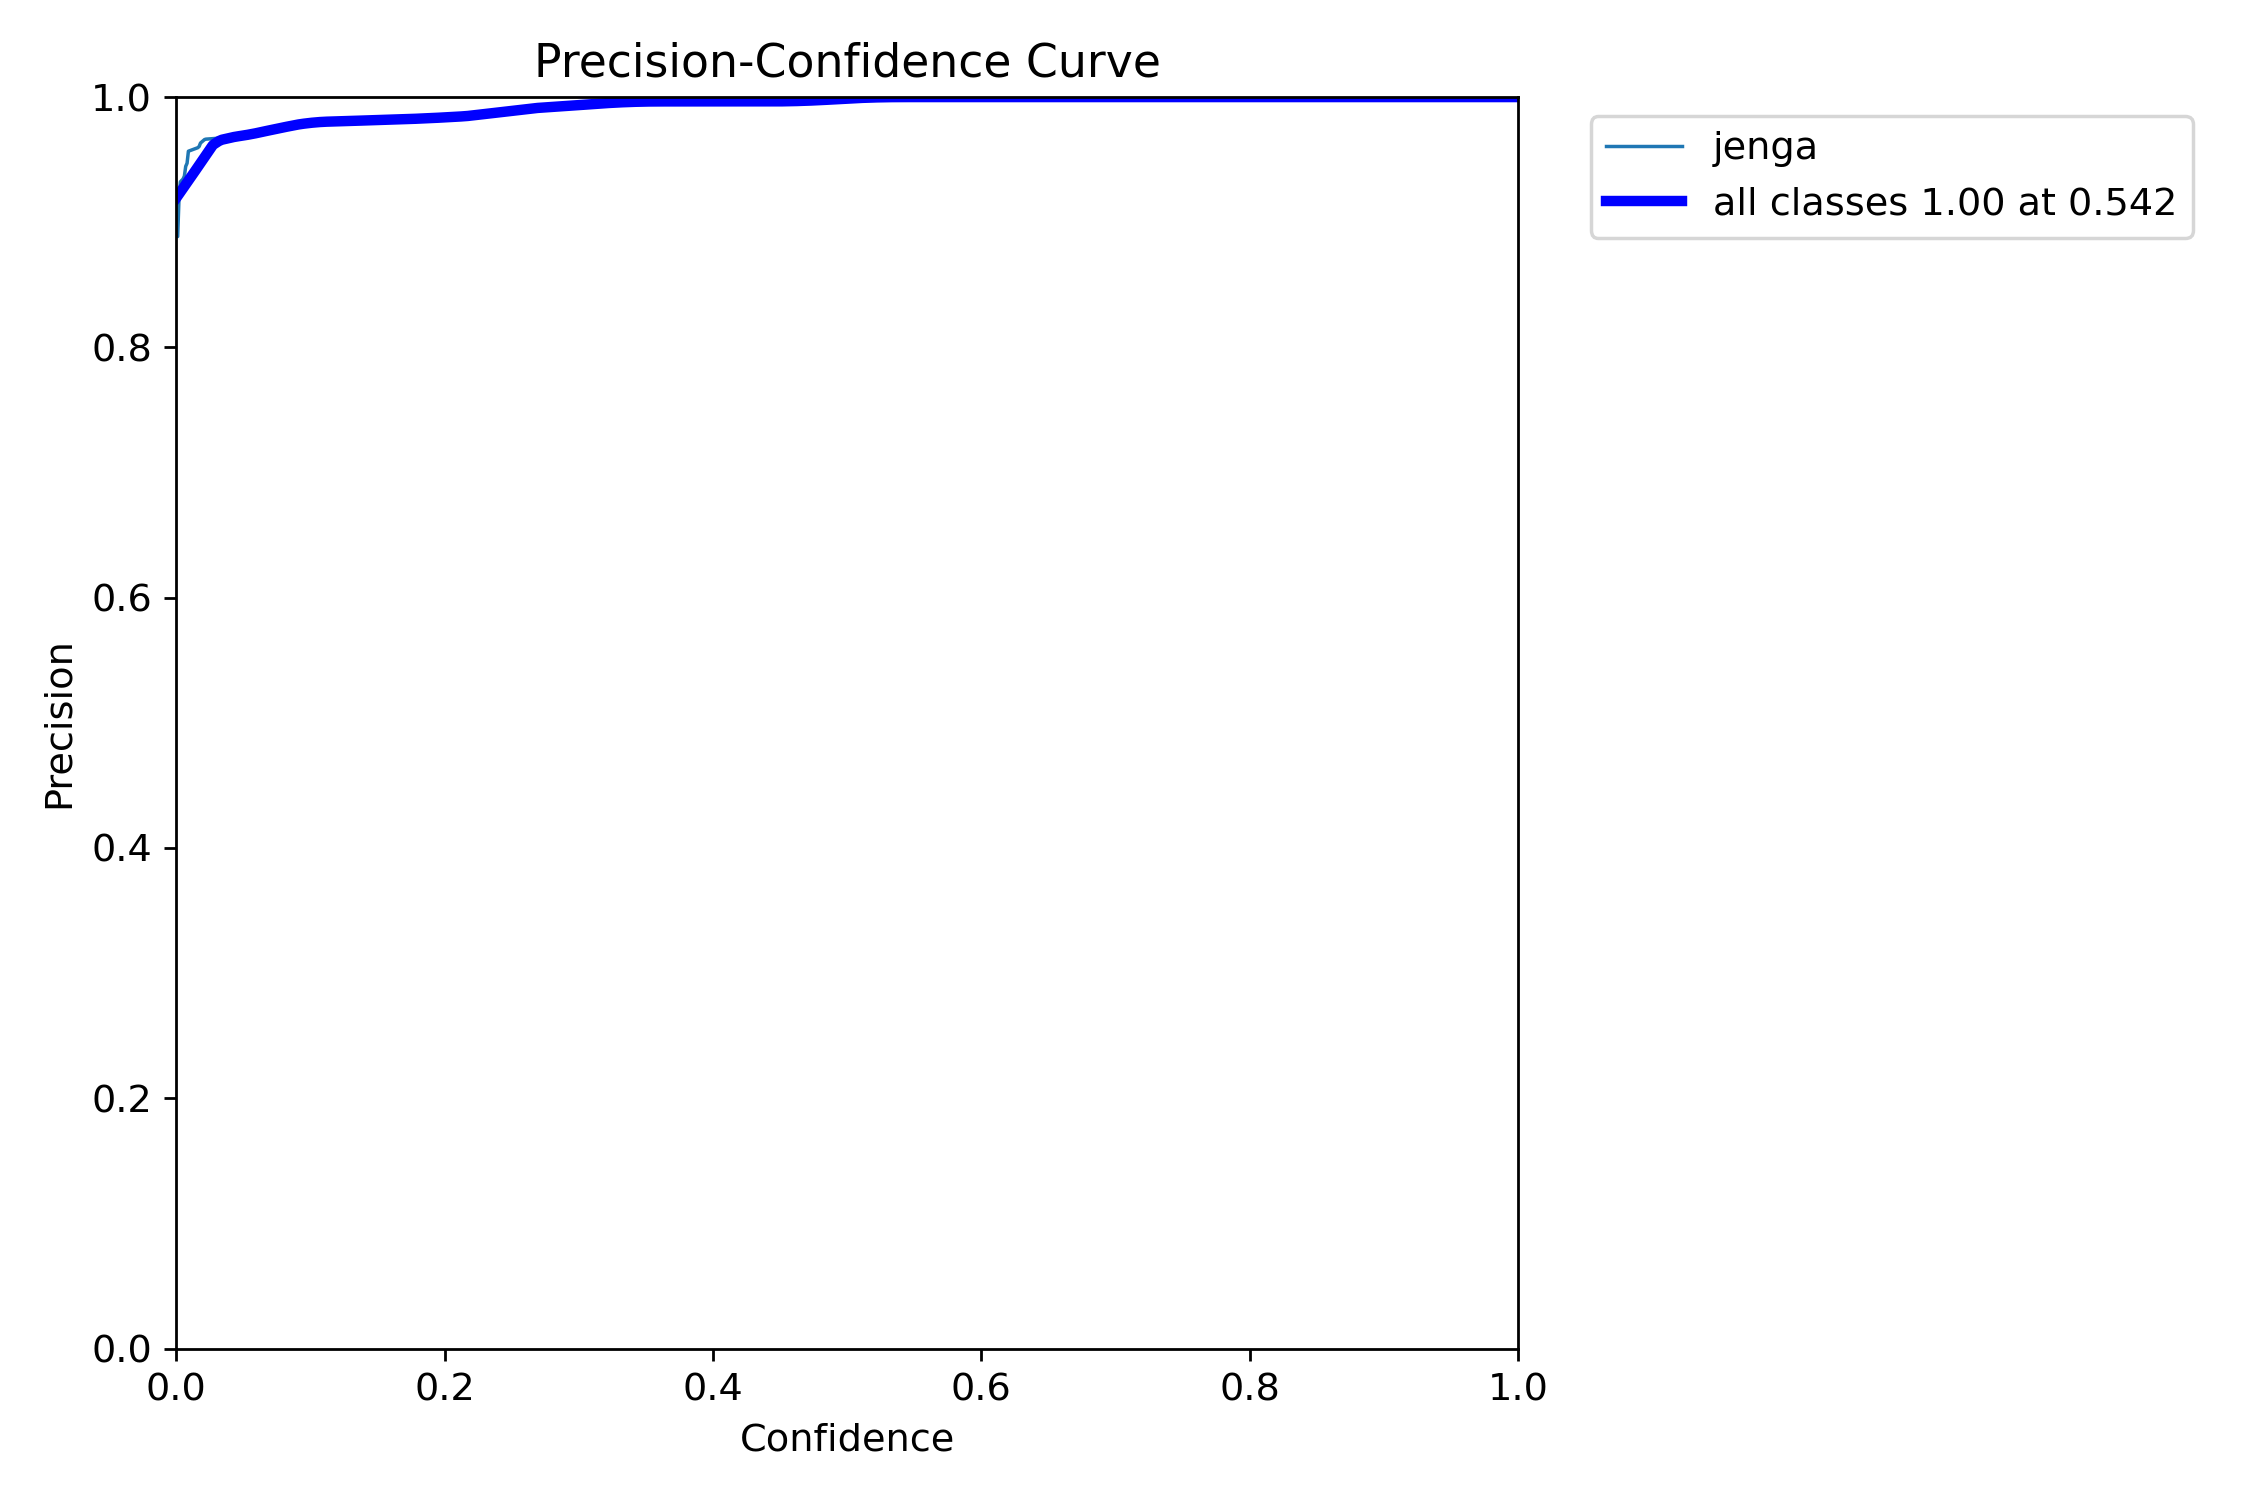 Precision-Confidence Curve
1.0
0.8
0.6
0.4
0.2
0.0
Precision
0.0 0.2 0.4 0.6 0.8 1.0
Confidence
jenga
all classes 1.00 at 0.542